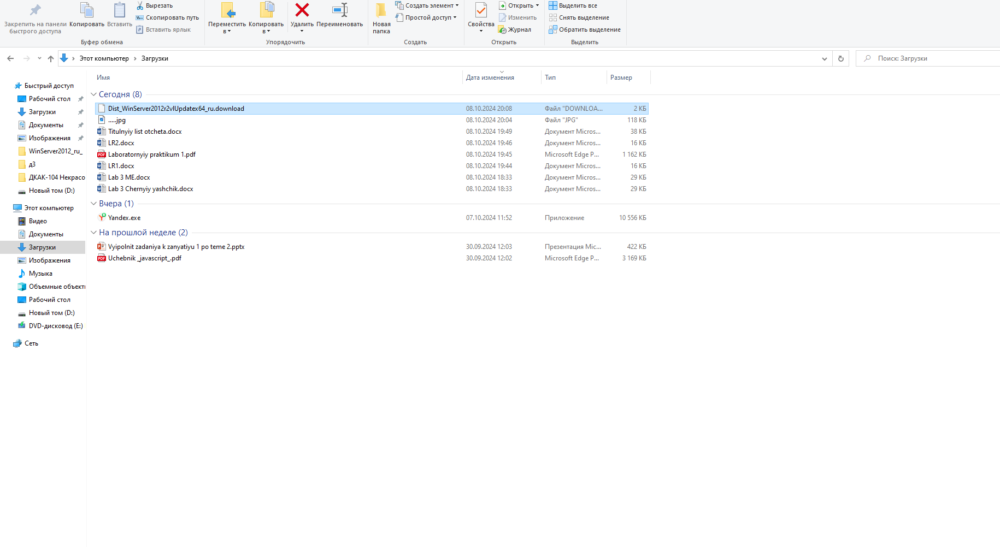 Закрепить на панели быстрого доступа
Копировать
Вставить
Вырезать
Скопировать путь
Вставить ярлык
Буфер обмена
Переместить в
Копировать в
Удалить
Переименовать
Упорядочить
Новая папка
Создать элемент
Простой доступ
Создать
Свойства
Открыть
Изменить
Журнал
Открыть
Выделить все
Снять выделение
Обратить выделение
Выделить
Этот компьютер > Загрузки
Поиск: Загрузки
Быстрый доступ
Рабочий стол
Загрузки
Документы
Изображения
WinServer2012_ru_
д3
ДКАК-104 Некрасо
Новый том (D:)
Этот компьютер
Видео
Документы
Загрузки
Изображения
Музыка
Объемные объекты
Рабочий стол
Новый том (D:)
DVD-дисковод (E:)
Сеть
Имя Дата изменения Тип Размер
Сегодня (8)
Dist_WinServer2012r2vlUpdatex64_ru.download 08.10.2024 20:08 Файл "DOWNLOA... 2 КБ
.....jpg 08.10.2024 20:04 Файл "JPG" 118 КБ
Titulnyiy list otcheta.docx 08.10.2024 19:49 Документ Micros... 38 КБ
LR2.docx 08.10.2024 19:46 Документ Micros... 16 КБ
Laboratornyiy praktikum 1.pdf 08.10.2024 19:45 Microsoft Edge P... 1 162 КБ
LR1.docx 08.10.2024 19:44 Документ Micros... 16 КБ
Lab 3 ME.docx 08.10.2024 18:33 Документ Micros... 29 КБ
Lab 3 Chernyiy yashchik.docx 08.10.2024 18:33 Документ Micros... 29 КБ
Вчера (1)
Yandex.exe 07.10.2024 11:52 Приложение 10 556 КБ
На прошлой неделе (2)
Vyipolnit zadaniya k zanyatiyu 1 po teme 2.pptx 30.09.2024 12:03 Презентация Mic... 422 КБ
Uchebnik _javascript_.pdf 30.09.2024 12:02 Microsoft Edge P... 3 169 КБ